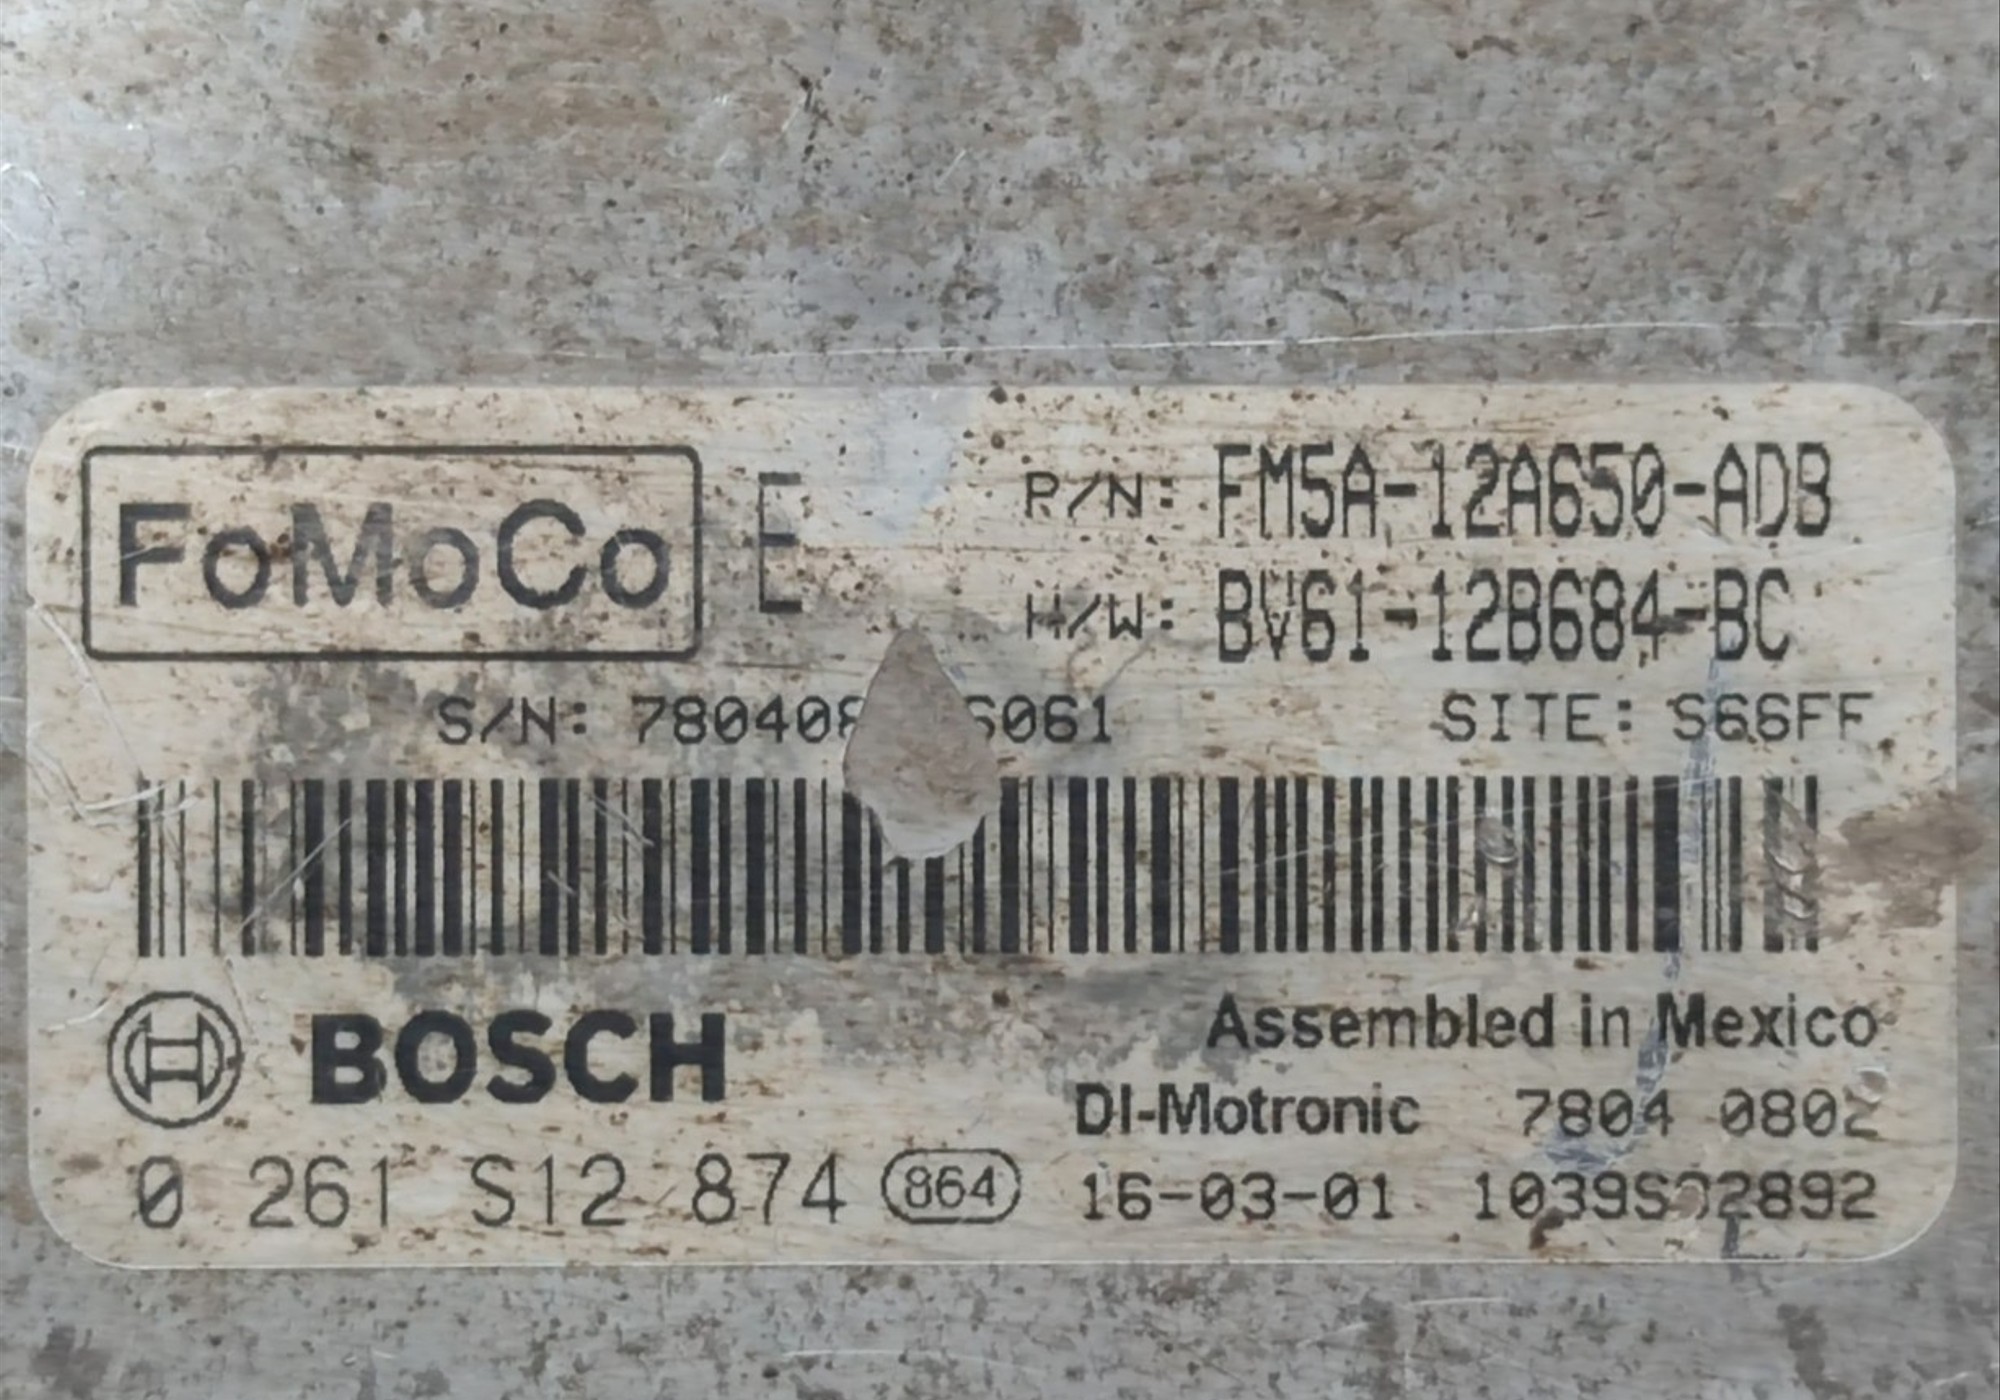 FoMoCo E P/N: FM5A-12A650-ADB
H/W: BV61-12B684-BC
S/N: SITE: S66FF
BOSCH Assembled in Mexico
DI-Motronic 7804 0802
0 261 S12 874 864 16-03-01 1039S02892